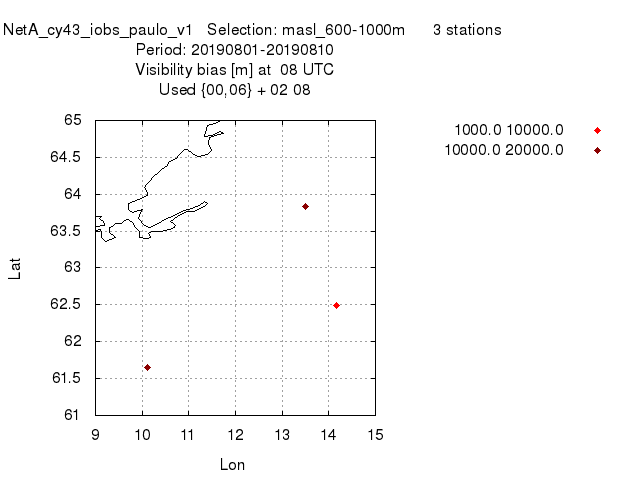 NetA_cy43_iobs_paulo_v1 Selection: masl_600-1000m 3 stations
Period: 20190801-20190810
Visibility bias [m] at 08 UTC
Used {00,06} + 02 08
1000.0 10000.0
10000.0 20000.0
65
64.5
64
63.5
63
62.5
62
61.5
61
Lat
9 10 11 12 13 14 15
Lon